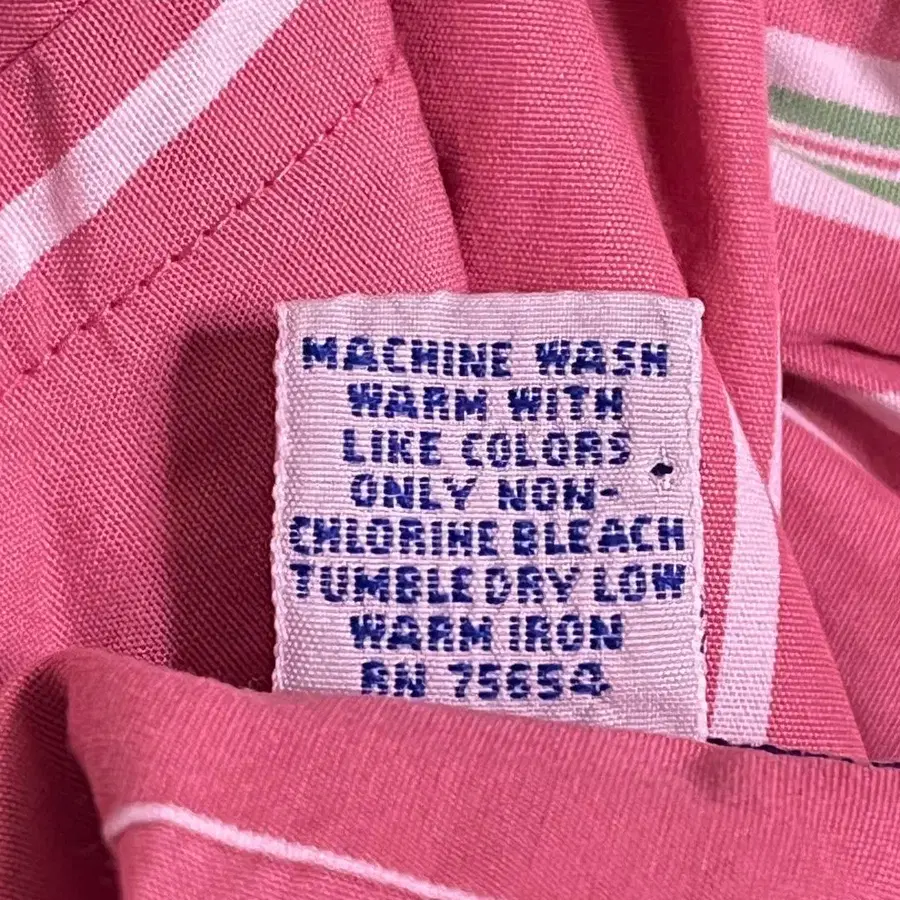 MACHINE WASH
WARM WITH
LIKE COLORS
ONLY NON-
CHLORINE BLEACH
TUMBLE DRY LOW
WARM IRON
RN 75654